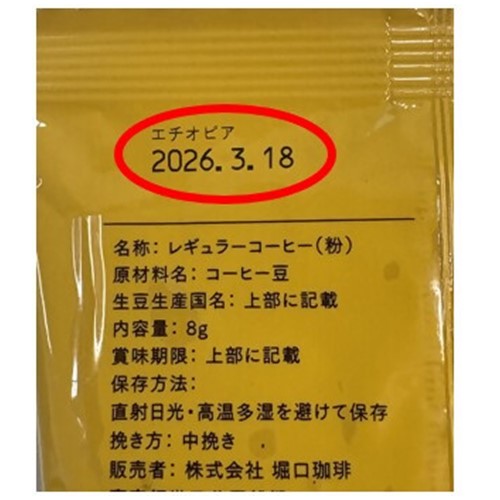 エチオピア
2026.3.18
名称: レギュラーコーヒー(粉)
原材料名: コーヒー豆
生豆生産国名: 上部に記載
内容量: 8g
賞味期限: 上部に記載
保存方法:
直射日光・高温多湿を避けて保存
挽き方: 中挽き
販売者: 株式会社 堀口珈琲